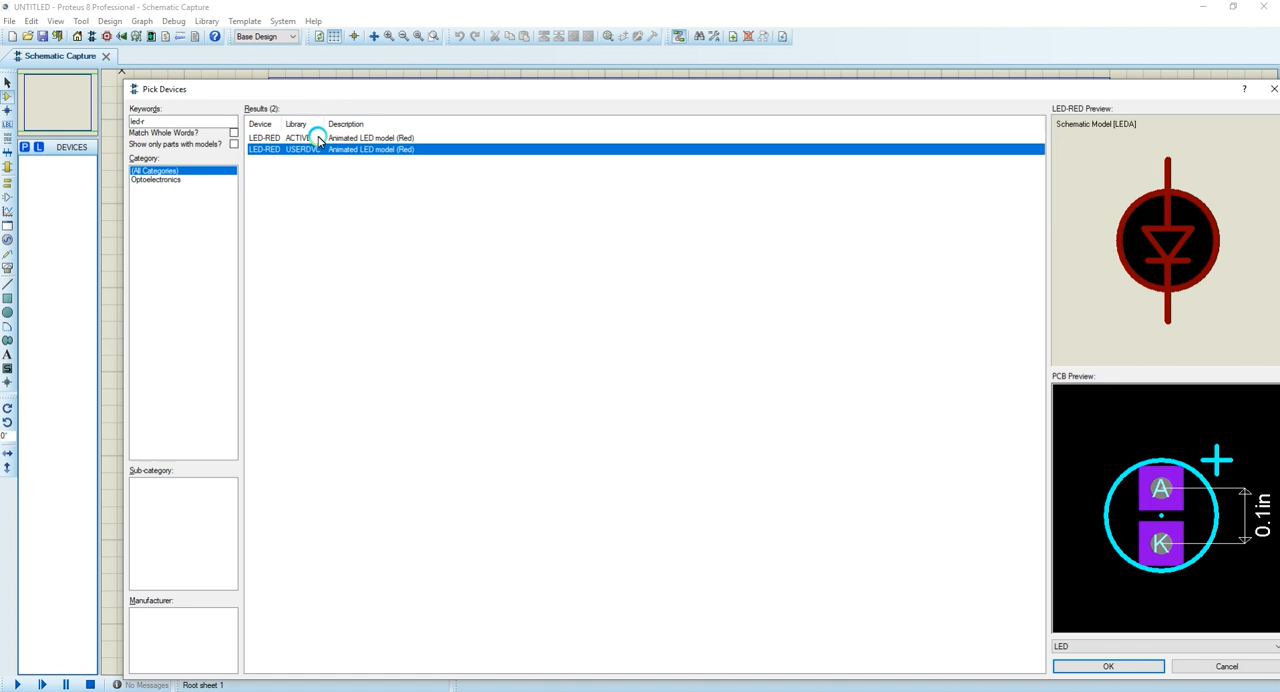 UNTITLED - Proteus 8 Professional - Schematic Capture
File Edit View Tool Design Graph Debug Library Template System Help
Base Design
Schematic Capture
Pick Devices
Keywords:
Results (2):
LED-RED Preview:
led-r
Device Library Description
Schematic Model [LEDA]
Match Whole Words?
LED-RED ACTIVE Animated LED model (Red)
Show only parts with models?
P L DEVICES
LED-RED USERDVC Animated LED model (Red)
Category:
(All Categories)
Optoelectronics
LBL
A
S
0°
PCB Preview:
A
K
0.1in
Sub-category:
Manufacturer:
LED
OK Cancel
No Messages Root sheet 1